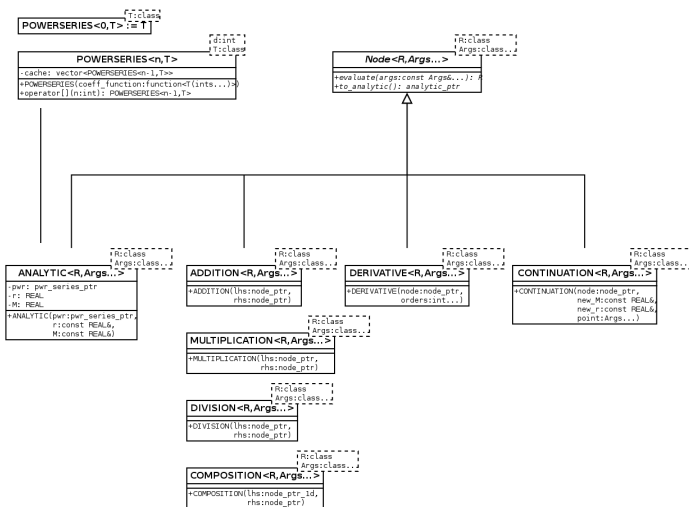 T:class
POWERSERIES<0,T> := T
d:int
T:class
POWERSERIES<n,T>
-cache: vector<POWERSERIES<n-1,T>>
+POWERSERIES(coeff_function:function<T(ints...)>)
+operator[](n:int): POWERSERIES<n-1,T>
R:class
Args:class...
Node<R,Args...>
+evaluate(args:const Args&...): R
+to_analytic(): analytic_ptr
R:class
Args:class...
ANALYTIC<R,Args...>
-pwr: pwr_series_ptr
-r: REAL
-M: REAL
+ANALYTIC(pwr:pwr_series_ptr,
r:const REAL&,
M:const REAL&)
R:class
Args:class...
ADDITION<R,Args...>
+ADDITION(lhs:node_ptr,
rhs:node_ptr)
R:class
Args:class...
MULTIPLICATION<R,Args...>
+MULTIPLICATION(lhs:node_ptr,
rhs:node_ptr)
R:class
Args:class...
DIVISION<R,Args...>
+DIVISION(lhs:node_ptr,
rhs:node_ptr)
R:class
Args:class...
COMPOSITION<R,Args...>
+COMPOSITION(lhs:node_ptr_1d,
rhs:node_ptr)
R:class
Args:class...
DERIVATIVE<R,Args...>
+DERIVATIVE(node:node_ptr,
orders:int...)
R:class
Args:class...
CONTINUATION<R,Args...>
+CONTINUATION(node:node_ptr,
new_M:const REAL&,
new_r:const REAL&,
point:Args...)